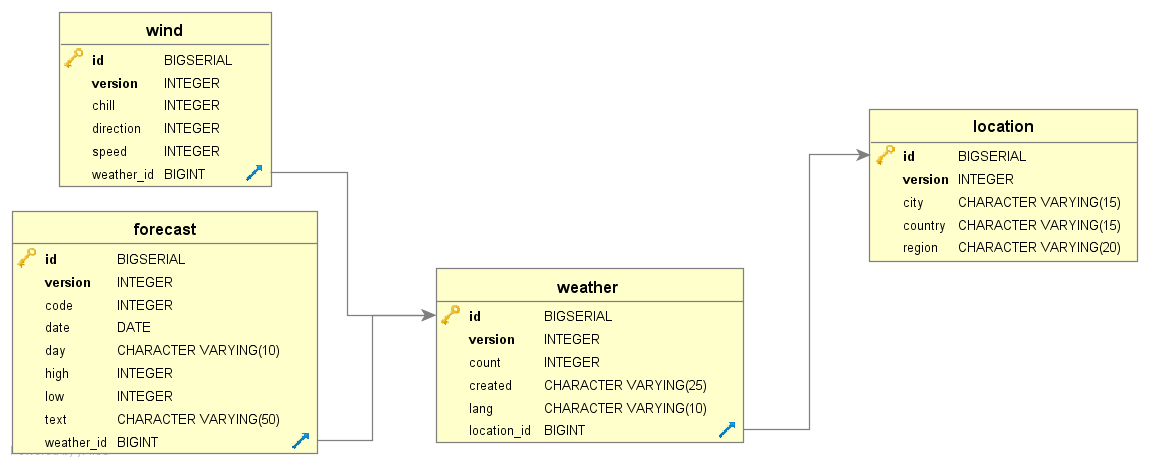 wind
id BIGSERIAL
version INTEGER
chill INTEGER
direction INTEGER
speed INTEGER
weather_id BIGINT
forecast
id BIGSERIAL
version INTEGER
code INTEGER
date DATE
day CHARACTER VARYING(10)
high INTEGER
low INTEGER
text CHARACTER VARYING(50)
weather_id BIGINT
weather
id BIGSERIAL
version INTEGER
count INTEGER
created CHARACTER VARYING(25)
lang CHARACTER VARYING(10)
location_id BIGINT
location
id BIGSERIAL
version INTEGER
city CHARACTER VARYING(15)
country CHARACTER VARYING(15)
region CHARACTER VARYING(20)